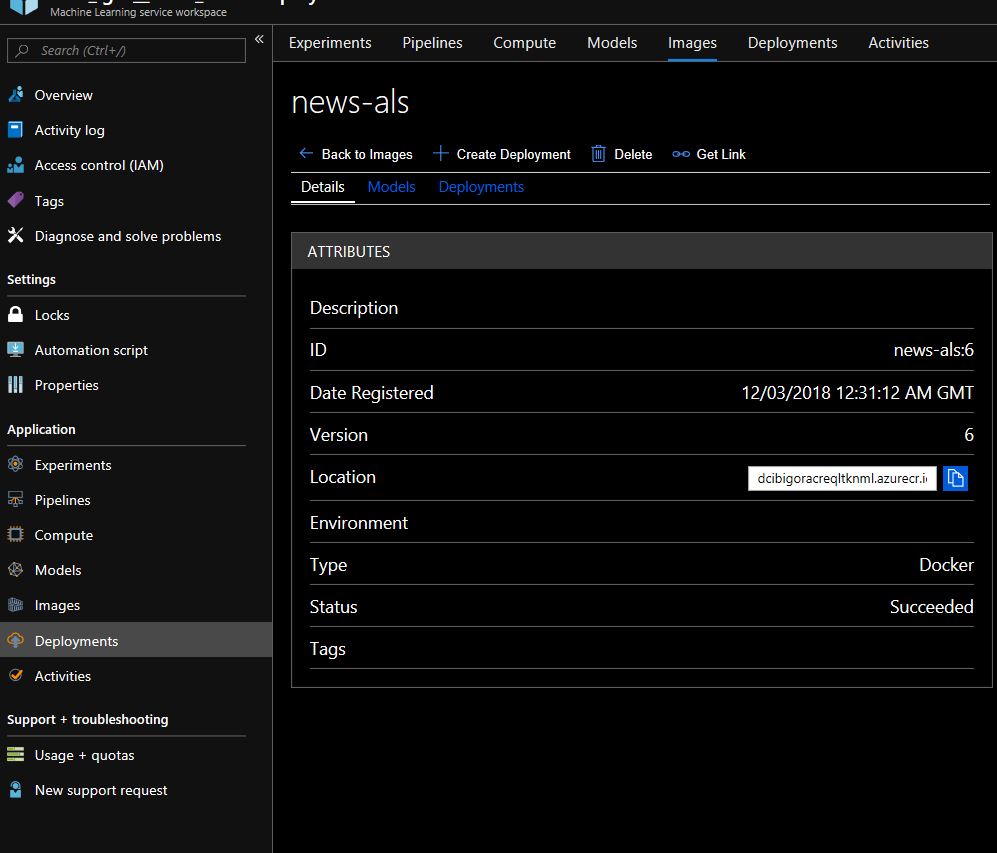 Machine Learning service workspace
Search (Ctrl+/)
«
Overview
Activity log
Access control (IAM)
Tags
Diagnose and solve problems
Settings
Locks
Automation script
Properties
Application
Experiments
Pipelines
Compute
Models
Images
Deployments
Activities
Support + troubleshooting
Usage + quotas
New support request
Experiments Pipelines Compute Models Images Deployments Activities
news-als
Back to Images Create Deployment Delete Get Link
Details Models Deployments
ATTRIBUTES
Description
ID news-als:6
Date Registered 12/03/2018 12:31:12 AM GMT
Version 6
Location dcibigoracreqltknml.azurecr.i
Environment
Type Docker
Status Succeeded
Tags